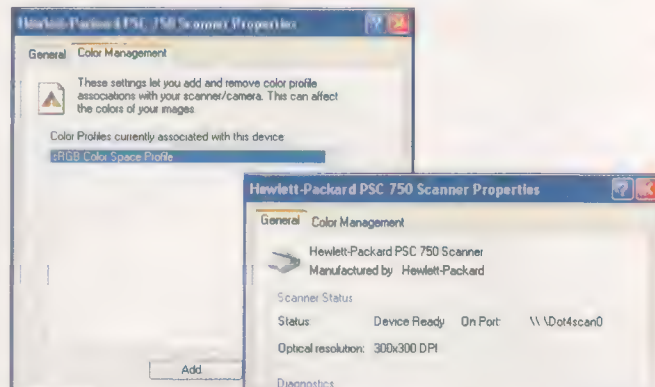 Hewlett-Packard PSC 750 Scanner Properties
General Color Management
These settings let you add and remove color profile
associations with your scanner/camera. This can affect
the colors of your images
Color Profiles currently associated with this device
sRGB Color Space Profile
Add
Hewlett-Packard PSC 750 Scanner Properties
General Color Management
Hewlett-Packard PSC 750 Scanner
Manufactured by Hewlett-Packard
Scanner Status
Status Device Ready On Port \\.\Dot4scan0
Optical resolution: 300x300 DPI
Diagnostics